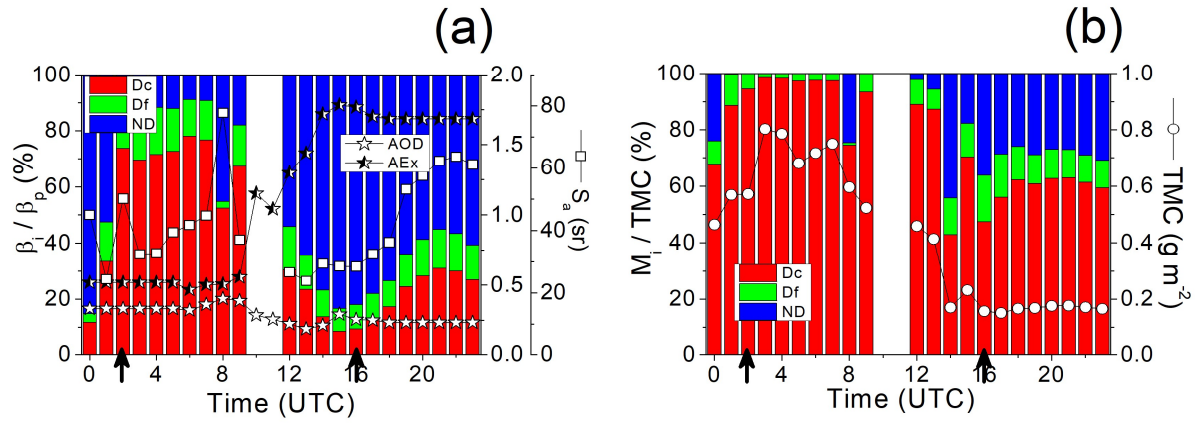 (a)
100
80
60
40
20
0
β_i / β_p (%)
Dc
Df
ND
AOD
AEx
2.0
1.5
1.0
0.5
0.0
80
60
40
20
0
S_a (sr)
0
4
8
12
16
20
Time (UTC)
(b)
100
80
60
40
20
0
M_i / TMC (%)
Dc
Df
ND
1.0
0.8
0.6
0.4
0.2
0.0
TMC (g m^-2)
0
4
8
12
16
20
Time (UTC)